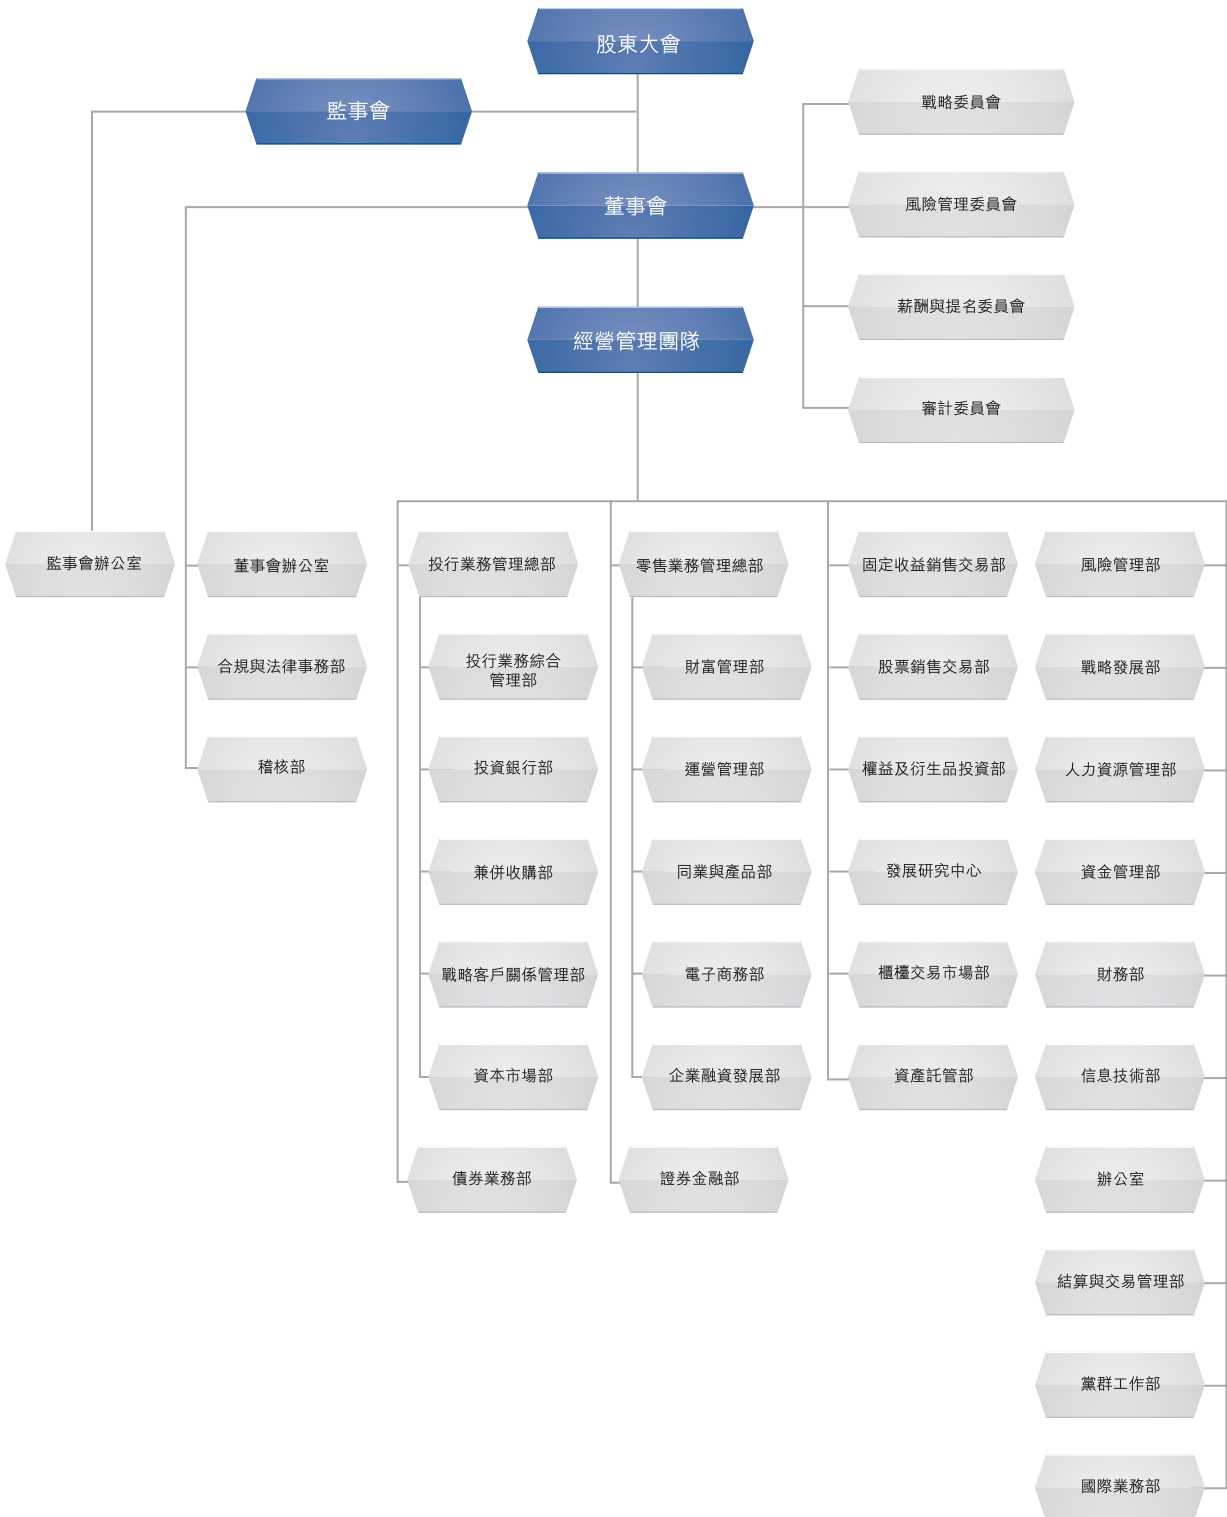 股東大會
監事會
戰略委員會
董事會
風險管理委員會
薪酬與提名委員會
經營管理團隊
審計委員會
監事會辦公室
董事會辦公室
投行業務管理總部
零售業務管理總部
固定收益銷售交易部
風險管理部
合規與法律事務部
投行業務綜合
管理部
財富管理部
股票銷售交易部
戰略發展部
稽核部
投資銀行部
運營管理部
權益及衍生品投資部
人力資源管理部
兼併收購部
同業與產品部
發展研究中心
資金管理部
戰略客戶關係管理部
電子商務部
櫃檯交易市場部
財務部
資本市場部
企業融資發展部
資產託管部
信息技術部
債券業務部
證券金融部
辦公室
結算與交易管理部
黨群工作部
國際業務部